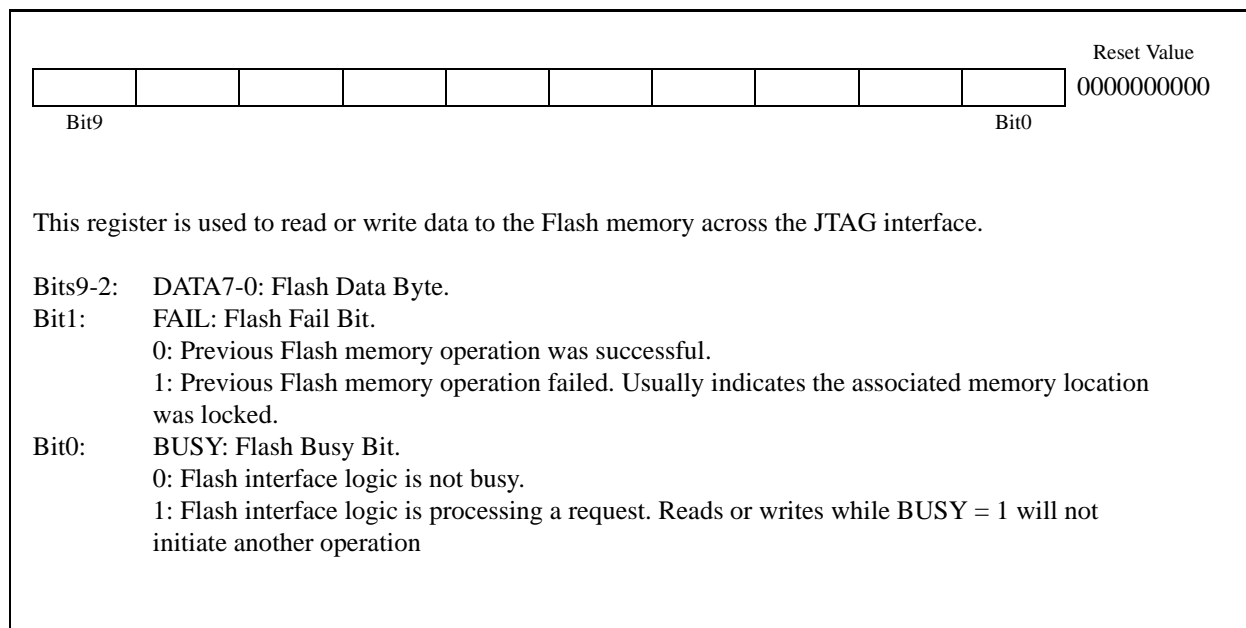 Reset Value
0000000000
Bit9 Bit0
This register is used to read or write data to the Flash memory across the JTAG interface.
Bits9-2: DATA7-0: Flash Data Byte.
Bit1: FAIL: Flash Fail Bit.
0: Previous Flash memory operation was successful.
1: Previous Flash memory operation failed. Usually indicates the associated memory location
was locked.
Bit0: BUSY: Flash Busy Bit.
0: Flash interface logic is not busy.
1: Flash interface logic is processing a request. Reads or writes while BUSY = 1 will not
initiate another operation